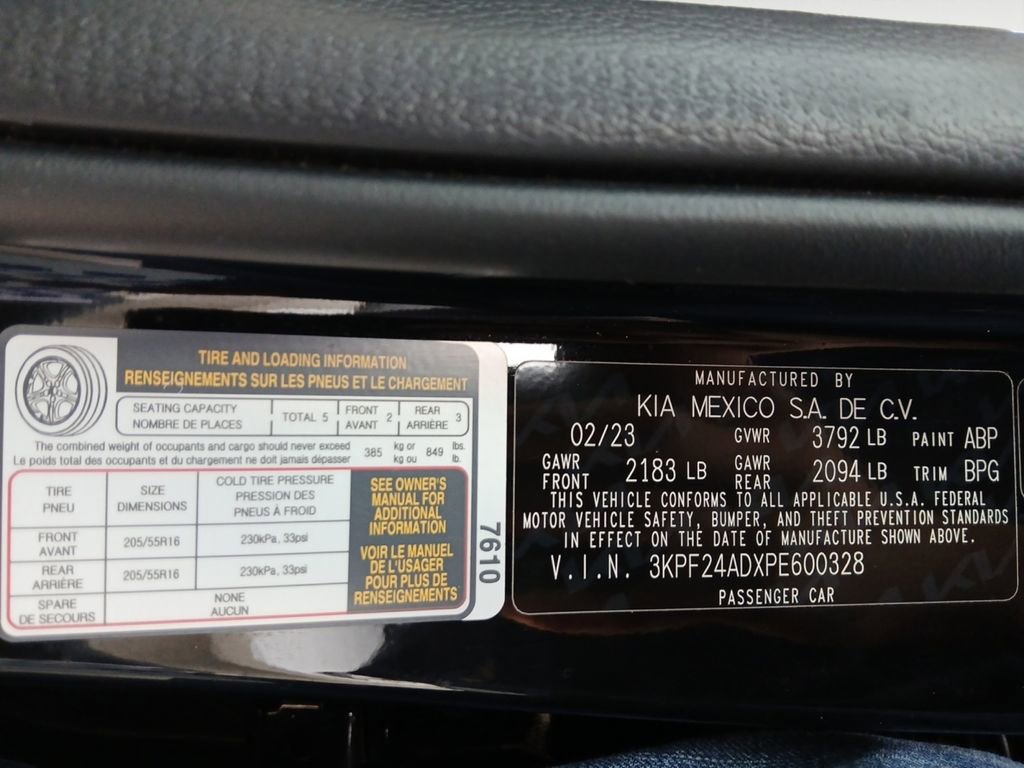 TIRE AND LOADING INFORMATION
RENSEIGNEMENTS SUR LES PNEUS ET LE CHARGEMENT
SEATING CAPACITY
NOMBRE DE PLACES
TOTAL 5
FRONT
AVANT 2
REAR
ARRIÈRE 3
The combined weight of occupants and cargo should never exceed
Le poids total des occupants et du chargement ne doit jamais dépasser
385 kg or
kg ou 849 lbs.
lb.
TIRE
PNEU
SIZE
DIMENSIONS
COLD TIRE PRESSURE
PRESSION DES
PNEUS À FROID
FRONT
AVANT
205/55R16
230kPa, 33psi
REAR
ARRIÈRE
205/55R16
230kPa, 33psi
SPARE
DE SECOURS
NONE
AUCUN
SEE OWNER'S
MANUAL FOR
ADDITIONAL
INFORMATION
VOIR LE MANUEL
DE L'USAGER
POUR PLUS DE
RENSEIGNEMENTS
7610
MANUFACTURED BY
KIA MEXICO S.A. DE C.V.
02/23 GVWR 3792 LB PAINT ABP
GAWR
FRONT 2183 LB GAWR
REAR 2094 LB TRIM BPG
THIS VEHICLE CONFORMS TO ALL APPLICABLE U.S.A. FEDERAL
MOTOR VEHICLE SAFETY, BUMPER, AND THEFT PREVENTION STANDARDS
IN EFFECT ON THE DATE OF MANUFACTURE SHOWN ABOVE.
V.I.N. 3KPF24ADXPE600328
PASSENGER CAR